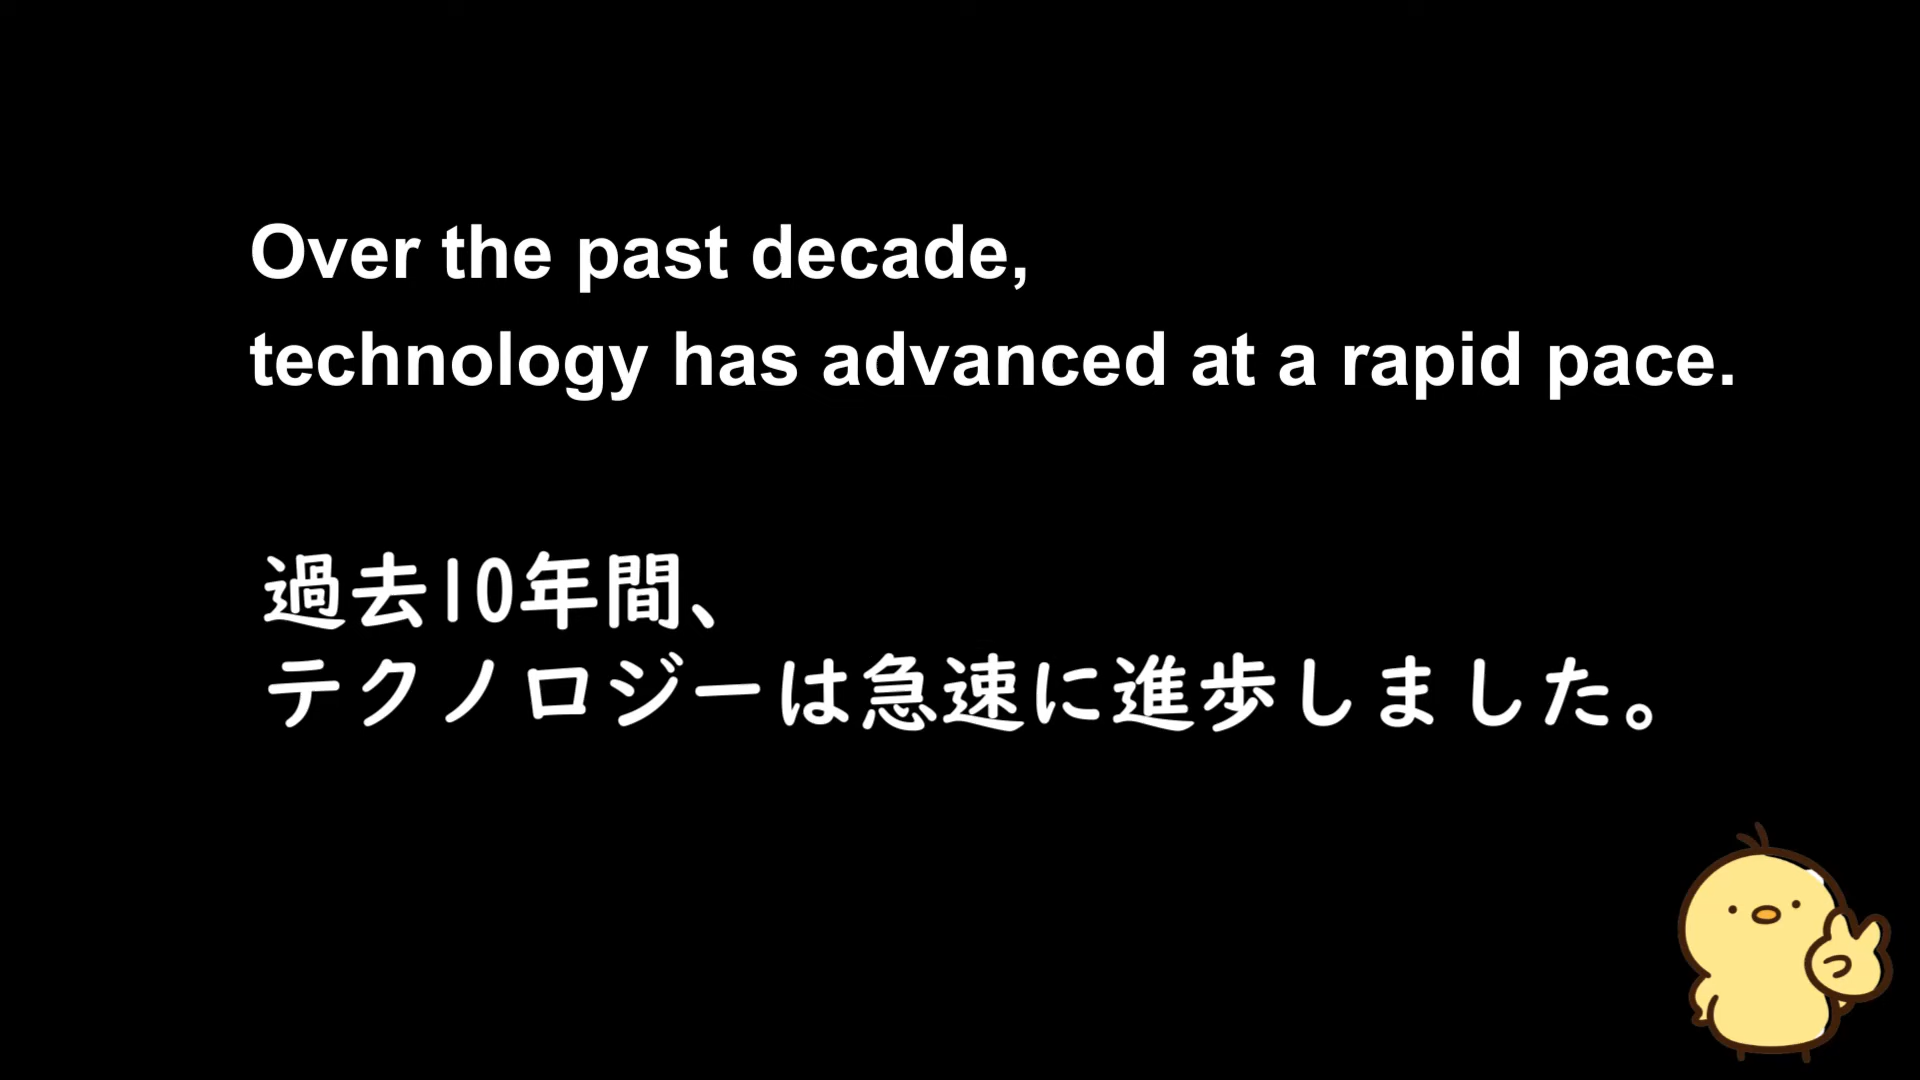 Over the past decade,
technology has advanced at a rapid pace.
過去10年間、
テクノロジーは急速に進歩しました。